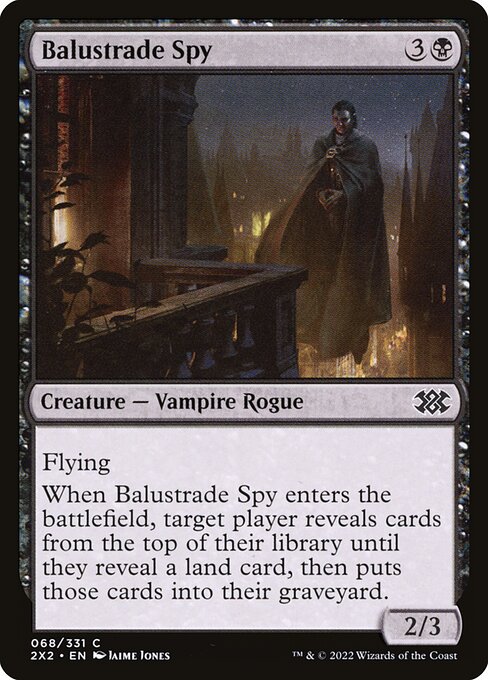 Balustrade Spy 3
Creature — Vampire Rogue
Flying
When Balustrade Spy enters the
battlefield, target player reveals cards
from the top of their library until
they reveal a land card, then puts
those cards into their graveyard.
2/3
068/331 C
2X2 • EN Jaime Jones
™ & © 2022 Wizards of the Coast